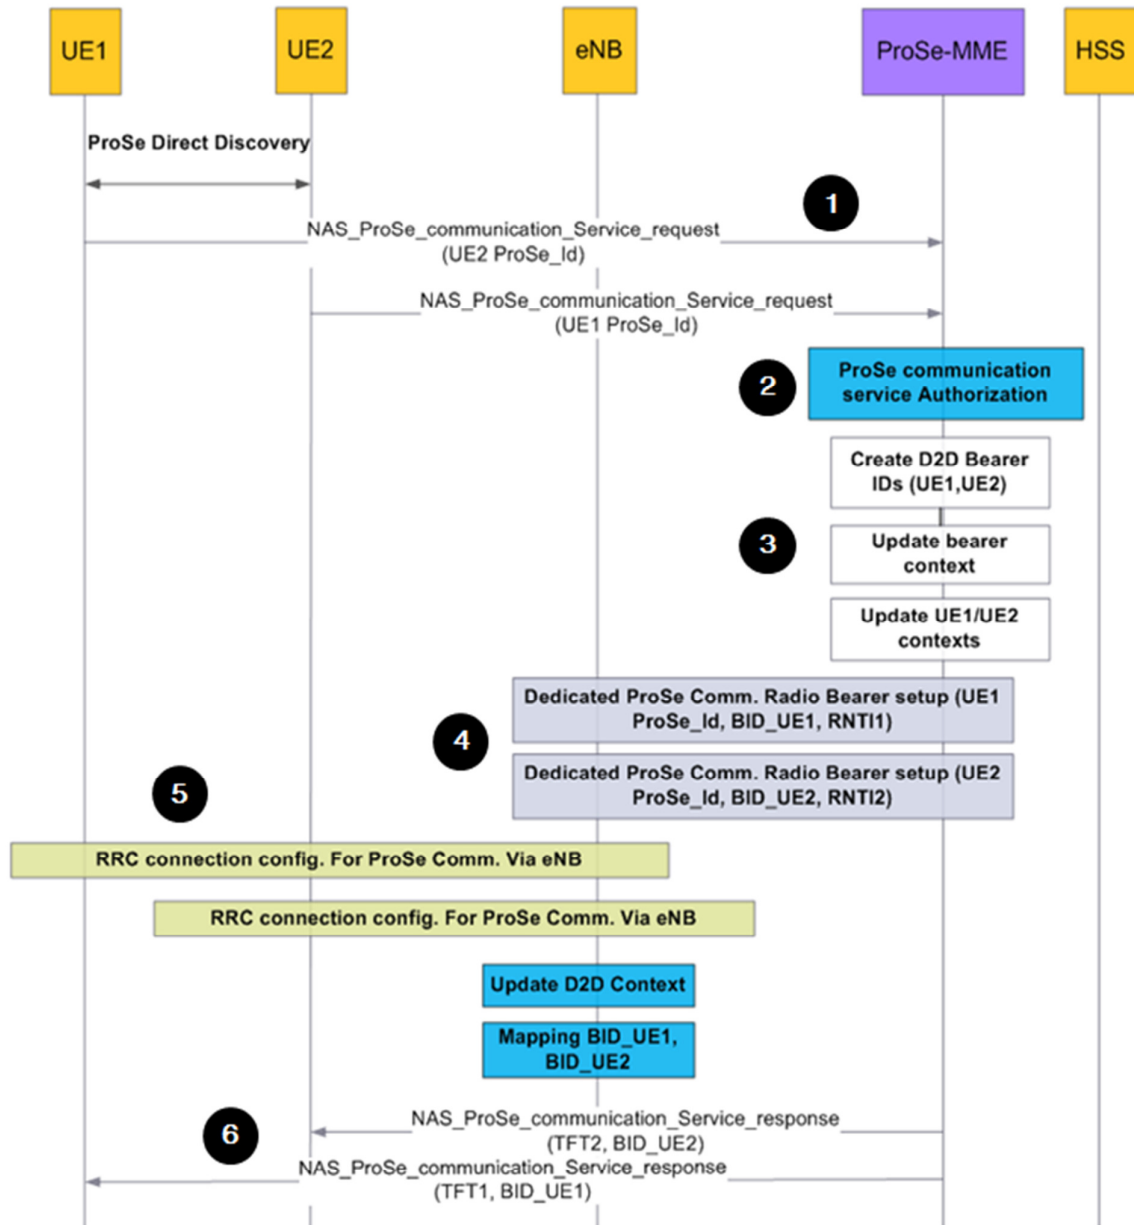 UE1
UE2
eNB
ProSe-MME
HSS
ProSe Direct Discovery
1
NAS_ProSe_communication_Service_request
(UE2 ProSe_Id)
NAS_ProSe_communication_Service_request
(UE1 ProSe_Id)
2
ProSe communication
service Authorization
Create D2D Bearer
IDs (UE1,UE2)
3
Update bearer
context
Update UE1/UE2
contexts
4
Dedicated ProSe Comm. Radio Bearer setup (UE1
ProSe_Id, BID_UE1, RNTI1)
Dedicated ProSe Comm. Radio Bearer setup (UE2
ProSe_Id, BID_UE2, RNTI2)
5
RRC connection config. For ProSe Comm. Via eNB
RRC connection config. For ProSe Comm. Via eNB
Update D2D Context
Mapping BID_UE1,
BID_UE2
6
NAS_ProSe_communication_Service_response
(TFT2, BID_UE2)
NAS_ProSe_communication_Service_response
(TFT1, BID_UE1)